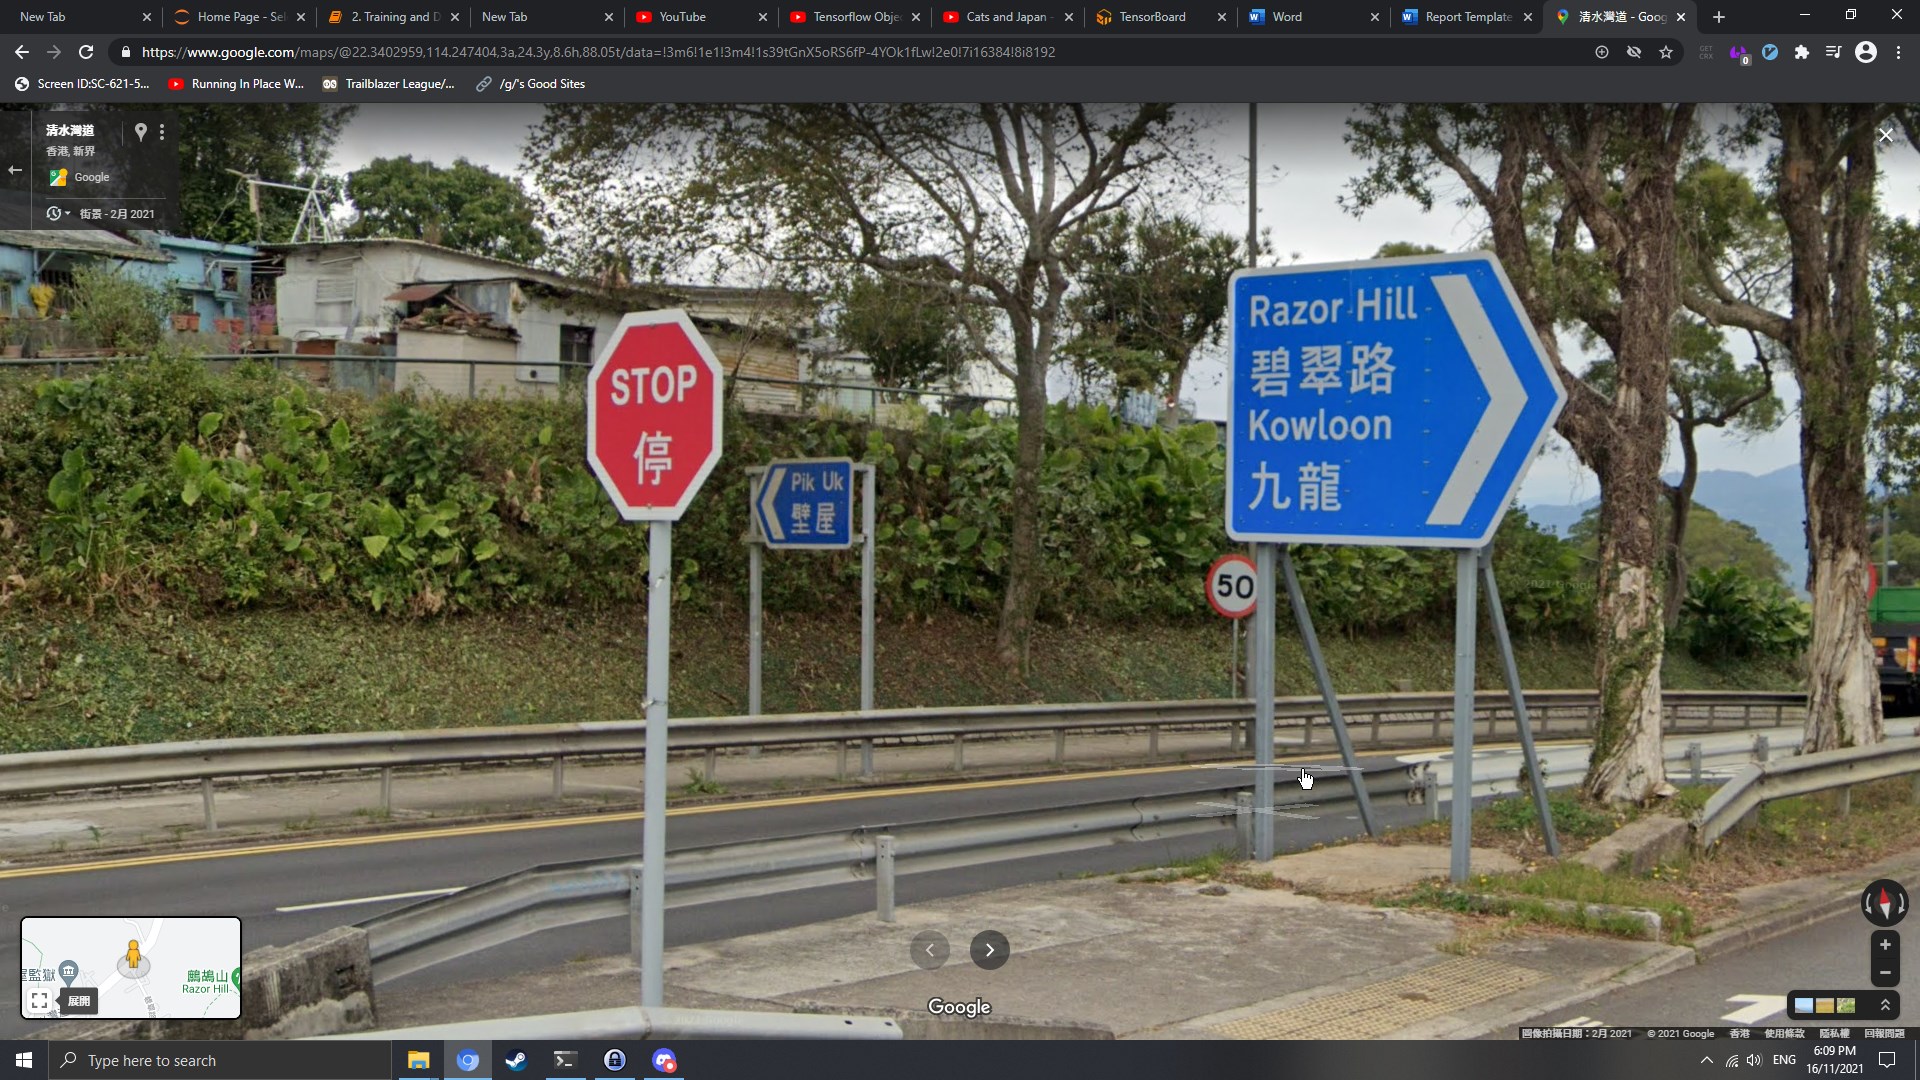 New Tab
Home Page - Sel
2. Training and D
New Tab
YouTube
Tensorflow Obje
Cats and Japan -
TensorBoard
Word
Report Template
清水灣道 - Goog
https://www.google.com/maps/@22.3402959,114.247404,3a,24.3y,8.6h,88.05t/data=!3m6!1e1!3m4!1s39tGnX5oRS6fP-4YOk1fLw!2e0!7i16384!8i8192
GET
CRX
0
Screen ID:SC-621-5...
Running In Place W...
Trailblazer League/...
/g/'s Good Sites
清水灣道
香港, 新界
Google
街景 - 2月 2021
STOP
停
Pik Uk
壁屋
Razor Hill
碧翠路
Kowloon
九龍
50
鷓鴣山
Razor Hill
展開
Google
圖像拍攝日期：2月 2021 © 2021 Google 香港 使用條款 隱私權 回報問題
Type here to search
ENG
6:09 PM
16/11/2021